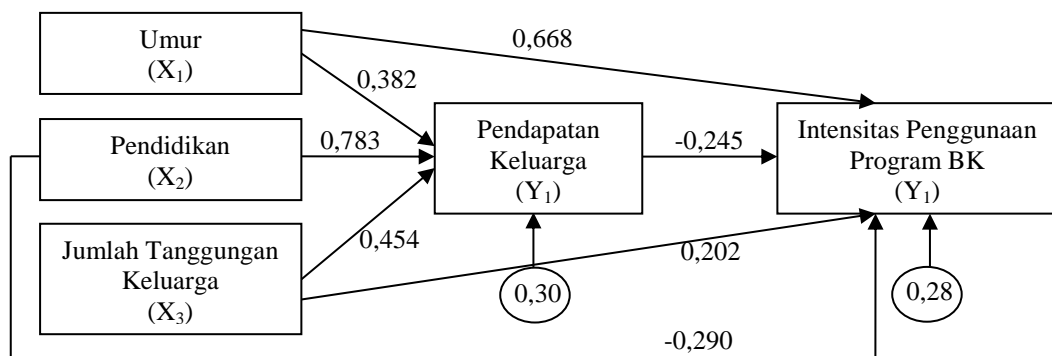 Umur
(X₁)
0,668
0,382
Pendidikan
(X₂)
0,783
Pendapatan
Keluarga
(Y₁)
-0,245
Intensitas Penggunaan
Program BK
(Y₁)
Jumlah Tanggungan
Keluarga
(X₃)
0,454
0,202
0,30
0,28
-0,290